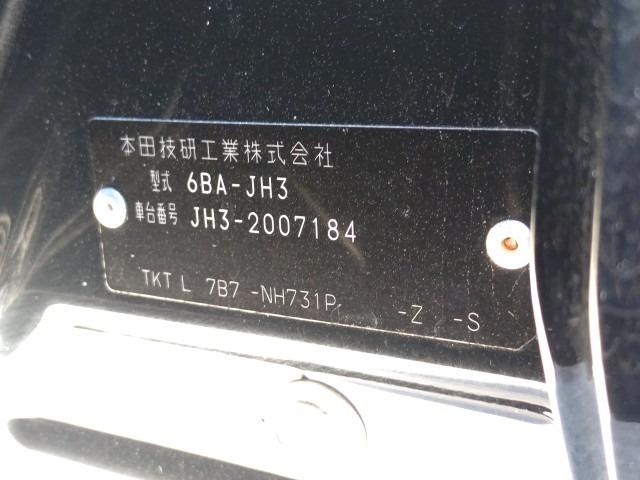 本田技研工業株式会社
型式 6BA-JH3
車台番号 JH3-2007184
TKT L 7B7 -NH731P -Z -S